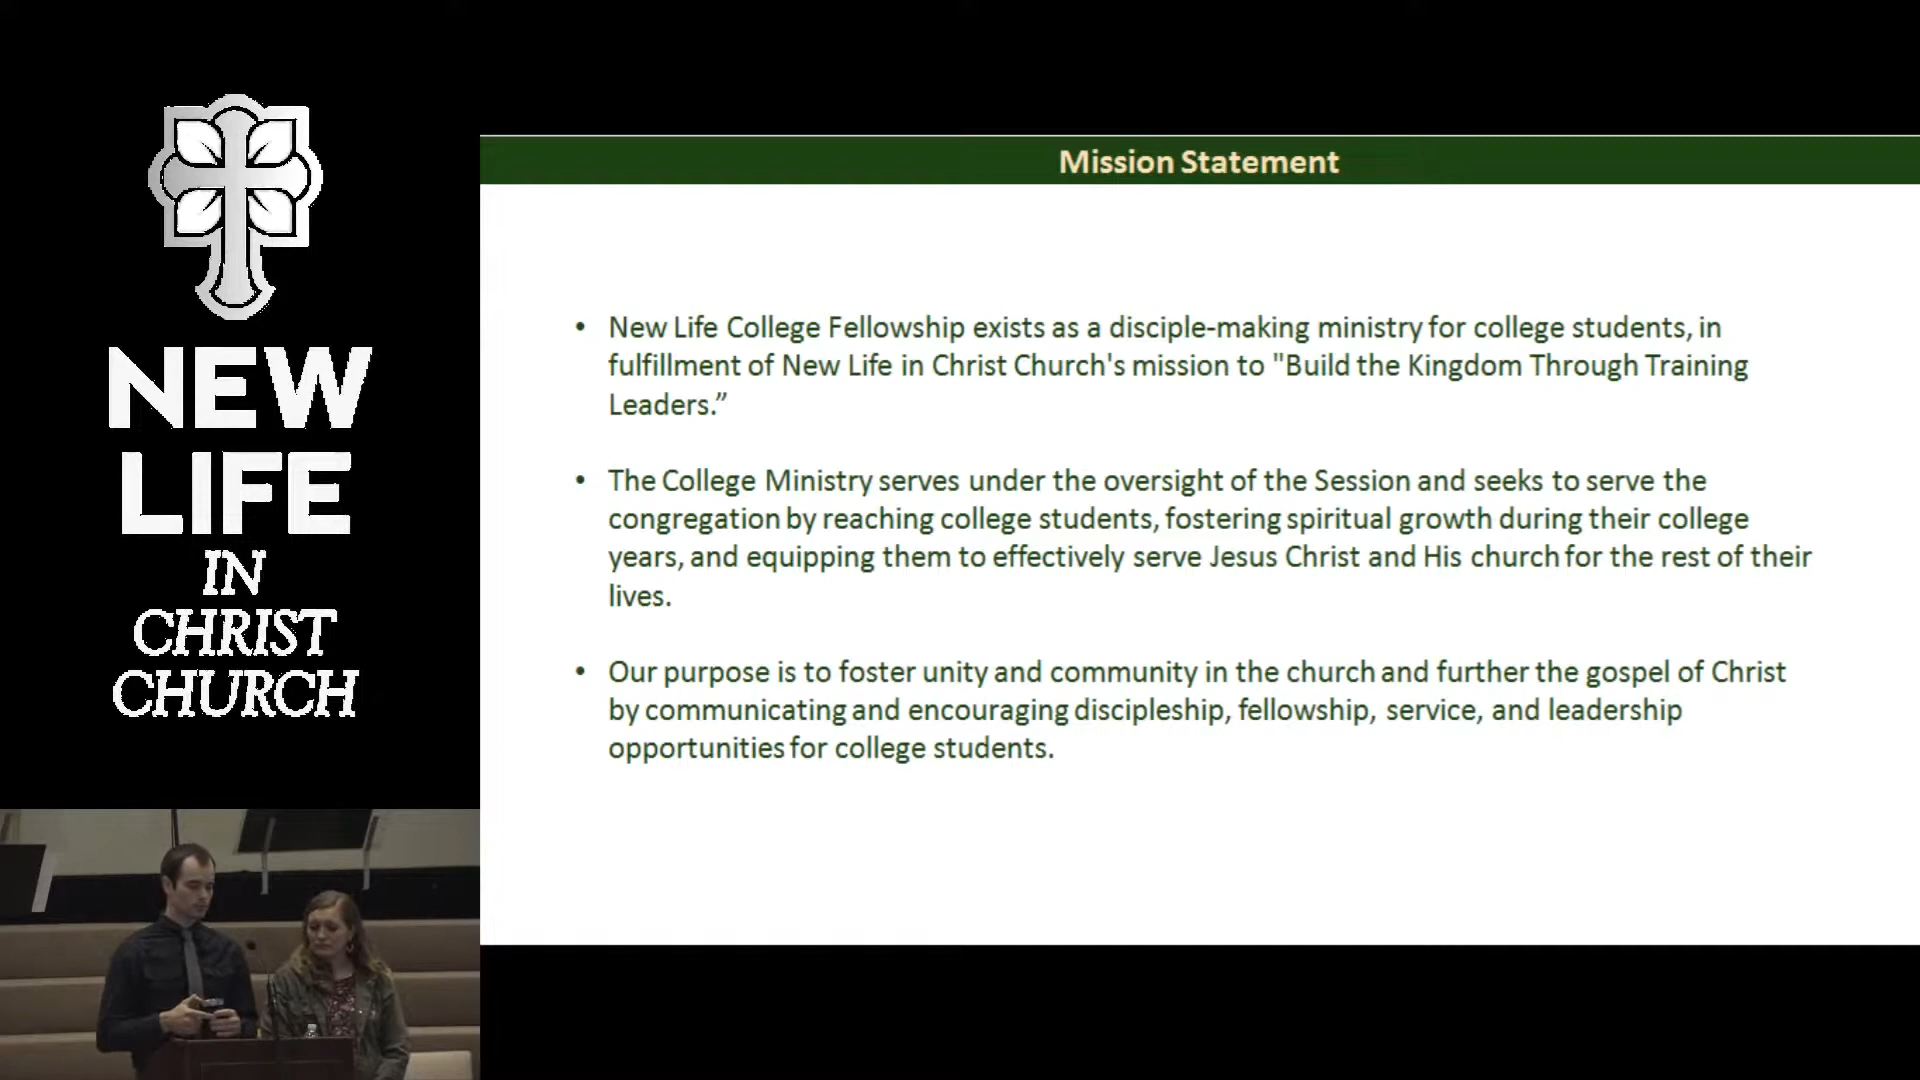 NEW
LIFE
IN
CHRIST
CHURCH
Mission Statement
• New Life College Fellowship exists as a disciple-making ministry for college students, in
fulfillment of New Life in Christ Church's mission to "Build the Kingdom Through Training
Leaders.”
• The College Ministry serves under the oversight of the Session and seeks to serve the
congregation by reaching college students, fostering spiritual growth during their college
years, and equipping them to effectively serve Jesus Christ and His church for the rest of their
lives.
• Our purpose is to foster unity and community in the church and further the gospel of Christ
by communicating and encouraging discipleship, fellowship, service, and leadership
opportunities for college students.